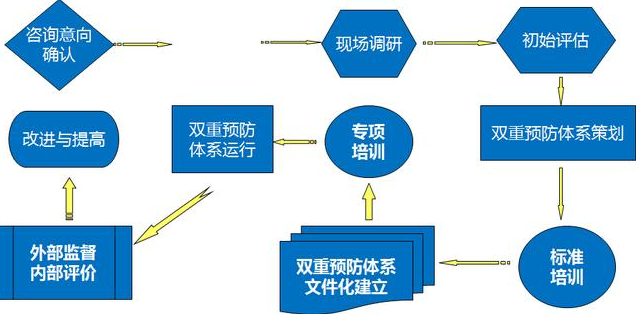 咨询意向
确认
现场调研
初始评估
双重预防体系策划
标准
培训
双重预防体系
文件化建立
专项
培训
双重预防
体系运行
外部监督
内部评价
改进与提高